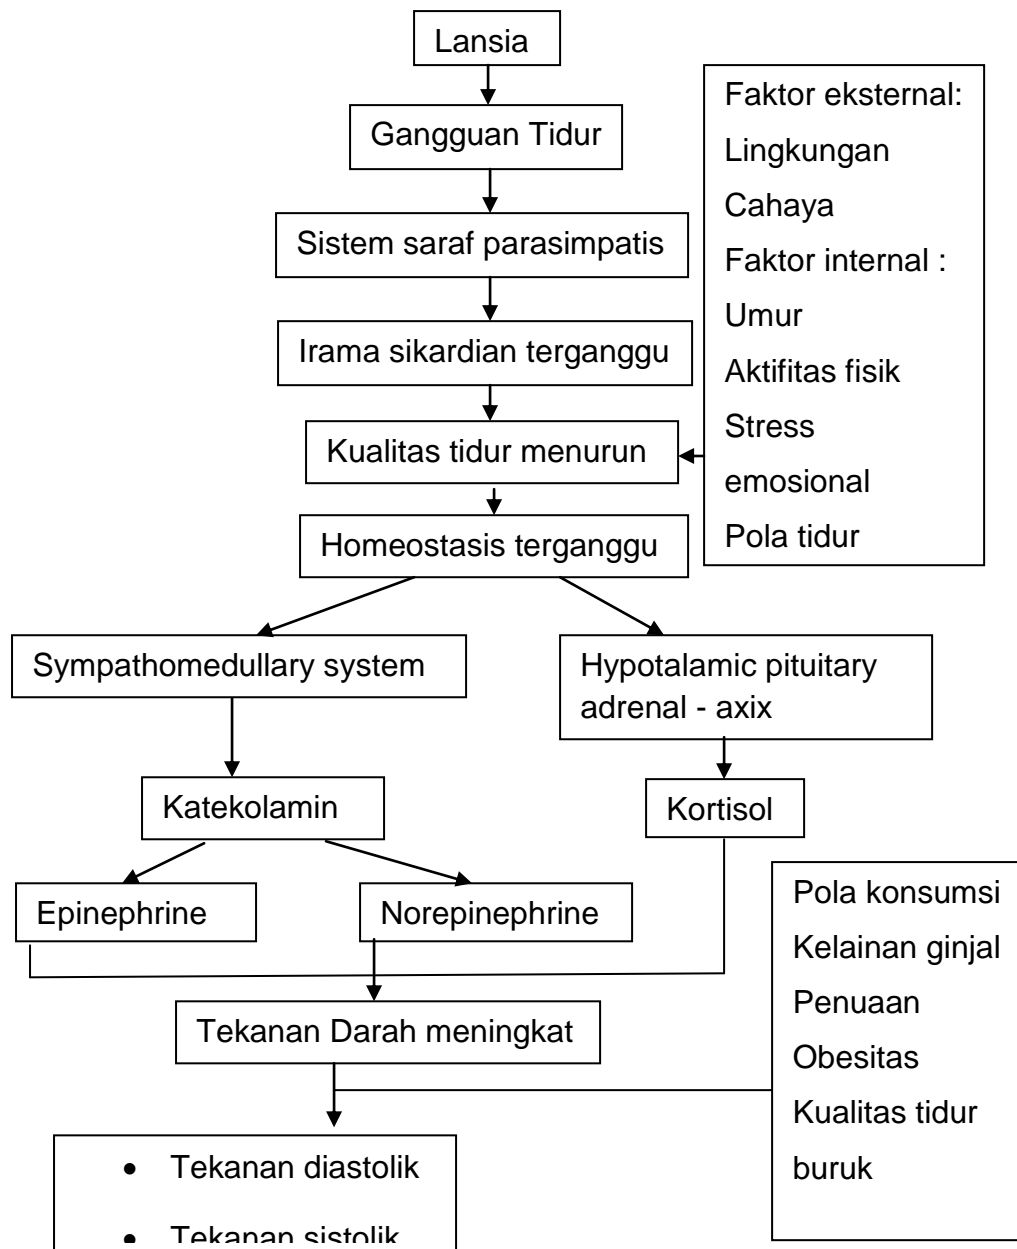 Lansia
Gangguan Tidur
Sistem saraf parasimpatis
Irama sikardian terganggu
Kualitas tidur menurun
Homeostasis terganggu
Faktor eksternal:
Lingkungan
Cahaya
Faktor internal :
Umur
Aktifitas fisik
Stress
emosional
Pola tidur
Sympathomedullary system
Hypotalamic pituitary
adrenal - axix
Katekolamin
Kortisol
Epinephrine
Norepinephrine
Tekanan Darah meningkat
Pola konsumsi
Kelainan ginjal
Penuaan
Obesitas
Kualitas tidur
buruk
• Tekanan diastolik
• Tekanan sistolik